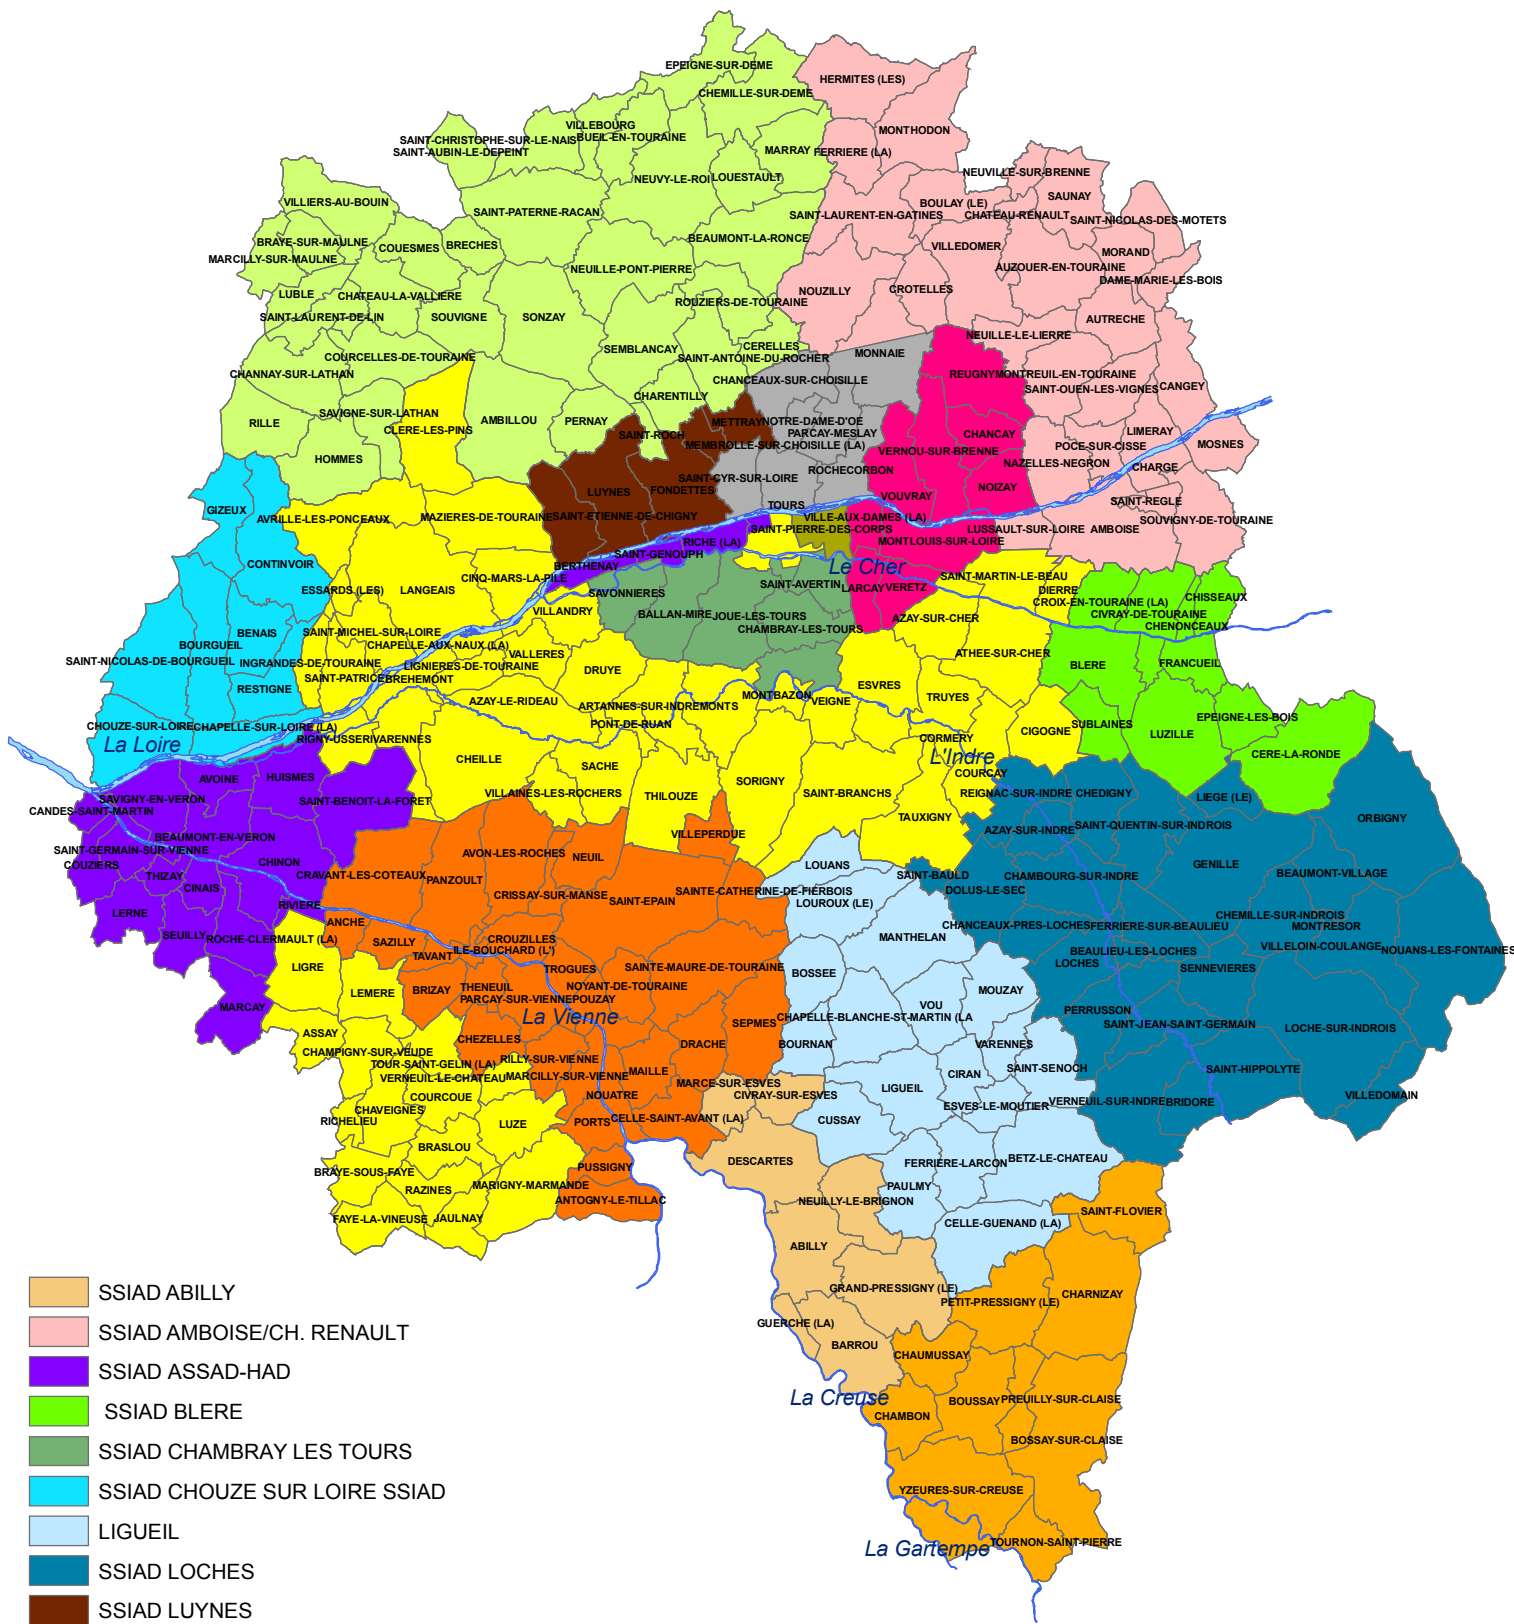 EPEIGNE-SUR-DEME
HERMITES (LES)
CHEMILLE-SUR-DEME
VILLEBOURG
MONTHODON
SAINT-CHRISTOPHE-SUR-LE-NAIS
BUEIL-EN-TOURAINE
SAINT-AUBIN-LE-DEPEINT
MARRAY
FERRIERE (LA)
NEUVY-LE-ROI
LOUESTAULT
NEUVILLE-SUR-BRENNE
SAUNAY
VILLIERS-AU-BOUIN
SAINT-PATERNE-RACAN
SAINT-LAURENT-EN-GATINES
BOULAY (LE)
CHATEAU-RENAULT
SAINT-NICOLAS-DES-MOTETS
BRAYE-SUR-MAULNE
COUESMES
BRECHES
BEAUMONT-LA-RONCE
VILLEDOMER
MORAND
MARCILLY-SUR-MAULNE
NEUILLE-PONT-PIERRE
AUZOUER-EN-TOURAINE
DAME-MARIE-LES-BOIS
LUBLE
CHATEAU-LA-VALLIERE
ROUZIERS-DE-TOURAINE
NOUZILLY
CROTELLES
SAINT-LAURENT-DE-LIN
SOUVIGNE
SONZAY
AUTRECHE
NEUILLE-LE-LIERRE
SEMBLANCAY
CERELLES
MONNAIE
COURCELLES-DE-TOURAINE
SAINT-ANTOINE-DU-ROCHER
CHANNAY-SUR-LATHAN
CHANCEAUX-SUR-CHOISILLE
REUGNY
MONTREUIL-EN-TOURAINE
SAINT-OUEN-LES-VIGNES
CANGEY
CHARENTILLY
RILLE
SAVIGNE-SUR-LATHAN
CLERE-LES-PINS
AMBILLOU
PERNAY
SAINT-ROCH
METTRAY
NOTRE-DAME-D'OE
PARCAY-MESLAY
CHANCAY
LIMERAY
MEMBROLLE-SUR-CHOISILLE (LA)
VERNOU-SUR-BRENNE
POCE-SUR-CISSE
MOSNES
HOMMES
NAZELLES-NEGRON
CHARGE
ROCHECORBON
SAINT-CYR-SUR-LOIRE
LUYNES
FONDETTES
VOUVRAY
NOIZAY
SAINT-REGLE
GIZEUX
TOURS
AVRILLE-LES-PONCEAUX
MAZIERES-DE-TOURAINE
SAINT-ETIENNE-DE-CHIGNY
VILLE-AUX-DAMES (LA)
SAINT-PIERRE-DES-CORPS
LUSSAULT-SUR-LOIRE
AMBOISE
SOUVIGNY-DE-TOURAINE
RICHE (LA)
MONTLOUIS-SUR-LOIRE
SAINT-GENOUPH
BERTHENAY
Le Cher
CONTINVOIR
CINQ-MARS-LA-PILE
SAINT-AVERTIN
SAINT-MARTIN-LE-BEAU
ESSARDS (LES)
LANGEAIS
SAVONNIERES
LARCAY
VERETZ
DIERRE
CROIX-EN-TOURAINE (LA)
CHISSEAUX
VILLANDRY
BALLAN-MIRE
JOUE-LES-TOURS
CIVRAY-DE-TOURAINE
AZAY-SUR-CHER
CHENONCEAUX
BENAIS
SAINT-MICHEL-SUR-LOIRE
CHAMBRAY-LES-TOURS
BOURGUEIL
CHAPELLE-AUX-NAUX (LA)
VALLERES
ATHEE-SUR-CHER
SAINT-NICOLAS-DE-BOURGUEIL
INGRANDES-DE-TOURAINE
LIGNIERES-DE-TOURAINE
DRUYE
BLERE
FRANCUEIL
SAINT-PATRICE
BREHEMONT
RESTIGNE
MONTBAZON
ESVRES
AZAY-LE-RIDEAU
VEIGNE
TRUYES
ARTANNES-SUR-INDRE
MONTS
CHOUZE-SUR-LOIRE
CHAPELLE-SUR-LOIRE (LA)
PONT-DE-RUAN
SUBLAINES
EPEIGNE-LES-BOIS
La Loire
RIGNY-USSE
RIVARENNES
CORMERY
CIGOGNE
LUZILLE
CHEILLE
L'Indre
CERE-LA-RONDE
SACHE
AVOINE
HUISMES
SORIGNY
COURCAY
SAVIGNY-EN-VERON
SAINT-BENOIT-LA-FORET
VILLAINES-LES-ROCHERS
THILOUZE
SAINT-BRANCHS
REIGNAC-SUR-INDRE
CHEDIGNY
LIEGE (LE)
CANDES-SAINT-MARTIN
TAUXIGNY
ORBIGNY
BEAUMONT-EN-VERON
VILLEPERDUE
AZAY-SUR-INDRE
SAINT-QUENTIN-SUR-INDROIS
SAINT-GERMAIN-SUR-VIENNE
AVON-LES-ROCHES
NEUIL
COUZIERS
CHINON
LOUANS
GENILLE
THIZAY
CRAVANT-LES-COTEAUX
PANZOULT
SAINT-BAULD
CHAMBOURG-SUR-INDRE
BEAUMONT-VILLAGE
CINAIS
CRISSAY-SUR-MANSE
SAINTE-CATHERINE-DE-FIERBOIS
DOLUS-LE-SEC
SAINT-EPAIN
LOUROUX (LE)
LERNE
RIVIERE
CHEMILLE-SUR-INDROIS
ANCHE
CHANCEAUX-PRES-LOCHES
FERRIERE-SUR-BEAULIEU
MONTRESOR
SEUILLY
ROCHE-CLERMAULT (LA)
SAZILLY
CROUZILLES
MANTHELAN
VILLELOIN-COULANGE
NOUANS-LES-FONTAINES
TAVANT
ILE-BOUCHARD (L')
BEAULIEU-LES-LOCHES
LIGRE
LOCHES
LEMERE
TROGUES
SAINTE-MAURE-DE-TOURAINE
BOSSEE
SENNEVIERES
BRIZAY
THENEUIL
NOYANT-DE-TOURAINE
MOUZAY
PARCAY-SUR-VIENNE
POUZAY
MARCAY
VOU
PERRUSSON
La Vienne
CHAPELLE-BLANCHE-ST-MARTIN (LA
SEPMES
SAINT-JEAN-SAINT-GERMAIN
LOCHE-SUR-INDROIS
ASSAY
CHEZELLES
DRACHE
BOURNAN
VARENNES
CHAMPIGNY-SUR-VEUDE
TOUR-SAINT-GELIN (LA)
RILLY-SUR-VIENNE
MAILLE
CIRAN
SAINT-SENOCH
SAINT-HIPPOLYTE
VERNEUIL-LE-CHATEAU
MARCILLY-SUR-VIENNE
MARCE-SUR-ESVES
LIGUEIL
COURCOUE
NOUATRE
CIVRAY-SUR-ESVES
VILLEDOMAIN
CHAVEIGNES
ESVES-LE-MOUTIER
VERNEUIL-SUR-INDRE
BRIDORE
RICHELIEU
LUZE
PORTS
CELLE-SAINT-AVANT (LA)
CUSSAY
BRASLOU
BETZ-LE-CHATEAU
DESCARTES
FERRIERE-LARCON
BRAYE-SOUS-FAYE
PUSSIGNY
RAZINES
MARIGNY-MARMANDE
PAULMY
ANTOGNY-LE-TILLAC
NEUILLY-LE-BRIGNON
SAINT-FLOVIER
FAYE-LA-VINEUSE
JAULNAY
CELLE-GUENAND (LA)
ABILLY
GRAND-PRESSIGNY (LE)
CHARNIZAY
PETIT-PRESSIGNY (LE)
GUERCHE (LA)
BARROU
CHAUMUSSAY
La Creuse
BOUSSAY
PREUILLY-SUR-CLAISE
CHAMBON
BOSSAY-SUR-CLAISE
YZEURES-SUR-CREUSE
La Gartempe
TOURNON-SAINT-PIERRE
SSIAD ABILLY
SSIAD AMBOISE/CH. RENAULT
SSIAD ASSAD-HAD
SSIAD BLERE
SSIAD CHAMBRAY LES TOURS
SSIAD CHOUZE SUR LOIRE SSIAD
LIGUEIL
SSIAD LOCHES
SSIAD LUYNES